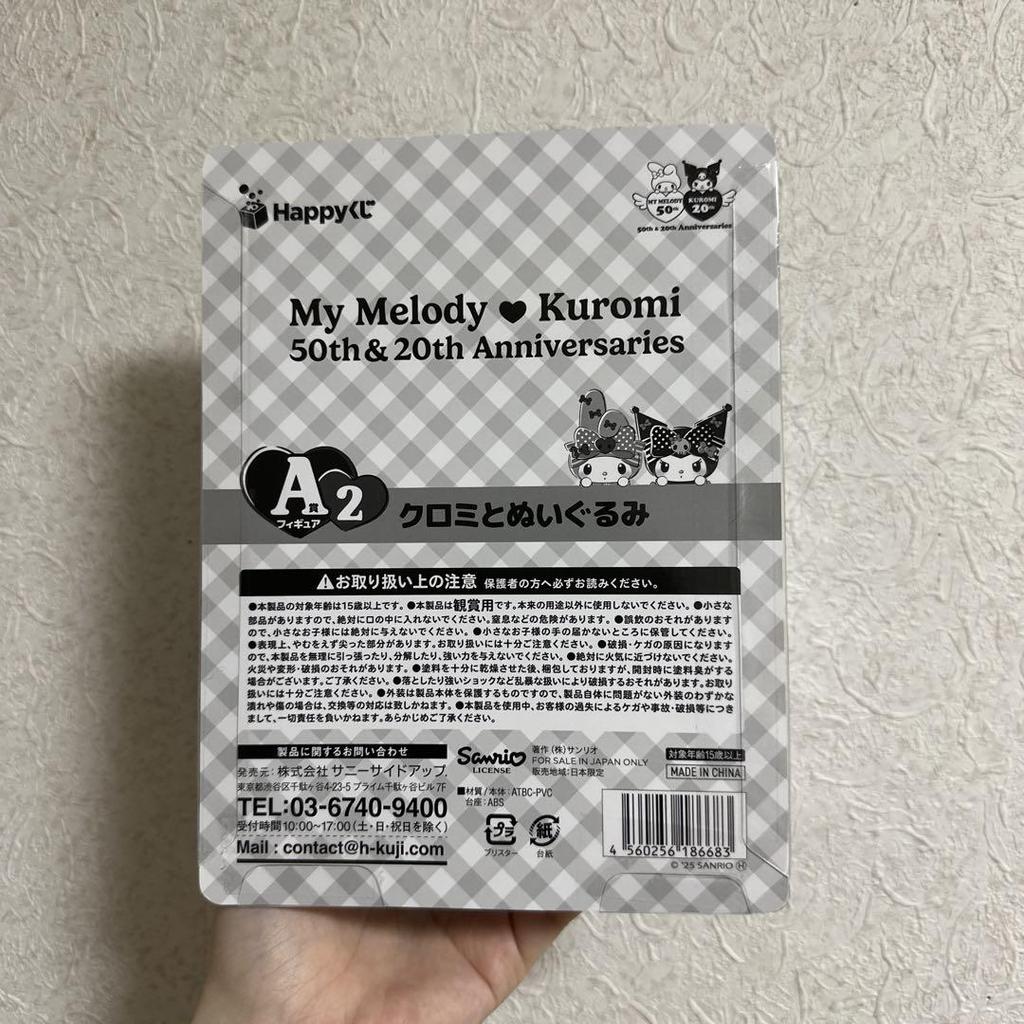 Happyくじ
MY MELODY 50th
KUROMI 20th
50th & 20th Anniversaries
My Melody ♥ Kuromi
50th & 20th Anniversaries
A賞 2
フィギュア
クロミとぬいぐるみ
⚠お取り扱い上の注意 保護者の方へ必ずお読みください。
●本製品の対象年齢は15歳以上です。●本製品は観賞用です。本来の用途以外に使用しないでください。●小さな
部品がありますので、絶対に口の中に入れないでください。窒息などの危険があります。●誤飲のおそれがあります
ので、小さなお子様には絶対に与えないでください。●小さなお子様の手の届かないところに保管してください。
●表現上、やむをえず尖った部分があります。お取り扱いには十分ご注意ください。●破損・ケガの原因になります
ので、本製品を無理に引っ張ったり、分解したり、強い力を与えないでください。●絶対に火気に近づけないでください。
火災や変形・破損のおそれがあります。●塗料を十分に乾燥させた後、梱包しておりますが、開封時に塗料臭がする
場合がございます。ご了承ください。●落としたり強いショックなど乱暴な扱いにより破損するおそれがあります。お取り
扱いには十分ご注意ください。●外装は製品本体を保護するものですので、製品自体に問題がない外装のわずかな
潰れや傷の場合は、交換等の対応は致しかねます。●本製品を使用中、お客様の過失によるケガや事故・破損等につき
まして、一切責任を負いかねます。あらかじめご了承ください。
製品に関するお問い合わせ
発売元:株式会社 サニーサイドアップ
東京都渋谷区千駄ヶ谷4-23-5 プライム千駄ヶ谷ビル 7F
TEL:03-6740-9400
受付時間10:00~17:00(土・日・祝日を除く)
Mail : contact@h-kuji.com
Sanrio
LICENSE
著作 (株)サンリオ
FOR SALE IN JAPAN ONLY
販売地域:日本限定
■材質/本体:ATBC-PVC
台座:ABS
プラ
ブリスター
紙
台紙
対象年齢15歳以上
MADE IN CHINA
4 560256 186683
© '25 SANRIO Ⓗ